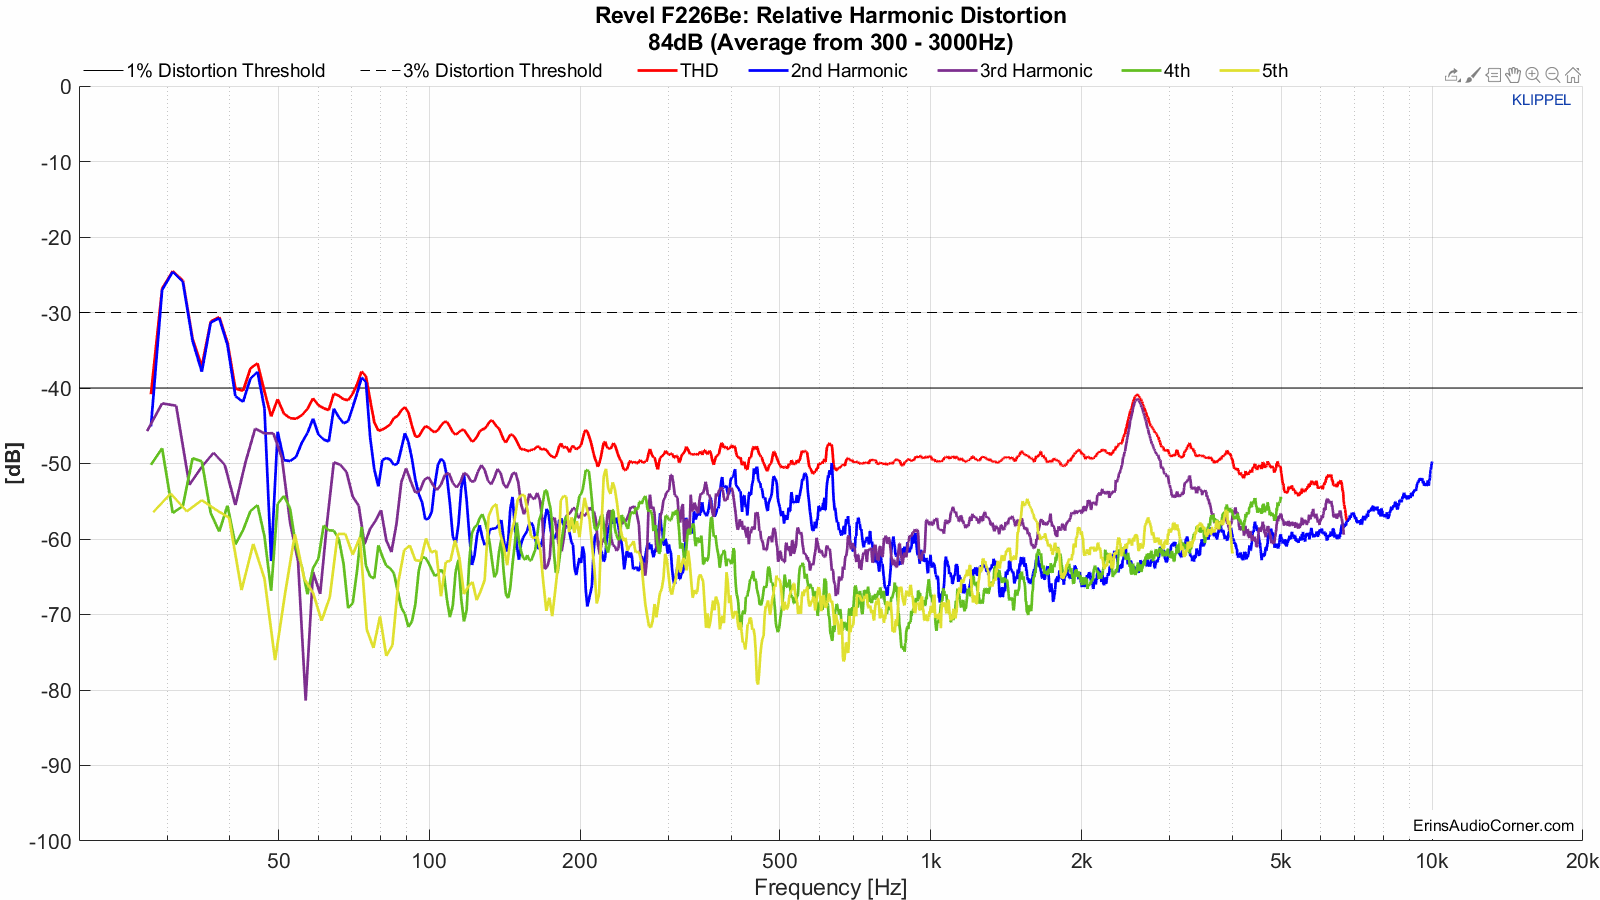 Revel F226Be: Relative Harmonic Distortion
84dB (Average from 300 - 3000Hz)
1% Distortion Threshold 3% Distortion Threshold THD 2nd Harmonic 3rd Harmonic 4th 5th
KLIPPEL
0
-10
-20
-30
-40
-50
-60
-70
-80
-90
-100
[dB]
ErinsAudioCorner.com
50 100 200 500 1k 2k 5k 10k 20k
Frequency [Hz]